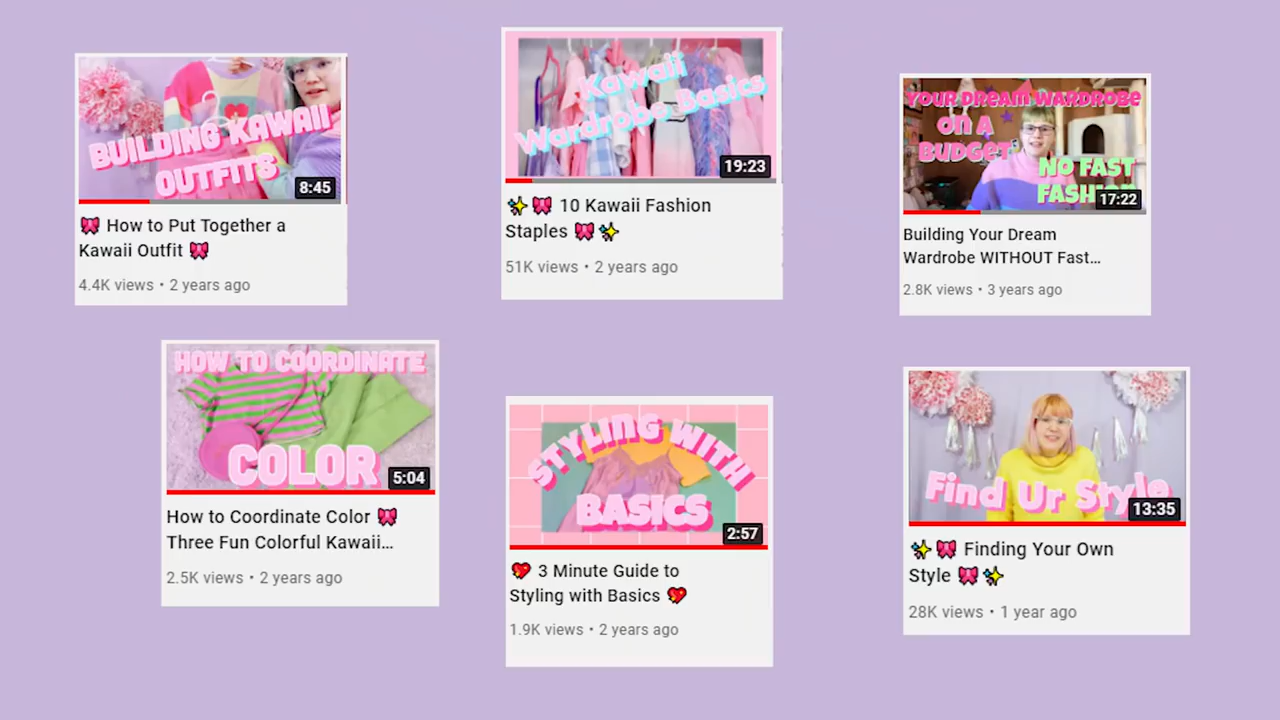 BUILDING KAWAII
OUTFITS
8:45
🎀 How to Put Together a
Kawaii Outfit 🎀
4.4K views • 2 years ago
Kawaii
Wardrobe Basics
19:23
✨🎀 10 Kawaii Fashion
Staples 🎀✨
51K views • 2 years ago
YOUR DREAM WARDROBE
ON A
BUDGET
NO FAST
FASHION
17:22
Building Your Dream
Wardrobe WITHOUT Fast...
2.8K views • 3 years ago
HOW TO COORDINATE
COLOR
5:04
How to Coordinate Color 🎀
Three Fun Colorful Kawaii...
2.5K views • 2 years ago
STYLING WITH
BASICS
2:57
💖 3 Minute Guide to
Styling with Basics 💖
1.9K views • 2 years ago
Find Ur Style
13:35
✨🎀 Finding Your Own
Style 🎀✨
28K views • 1 year ago